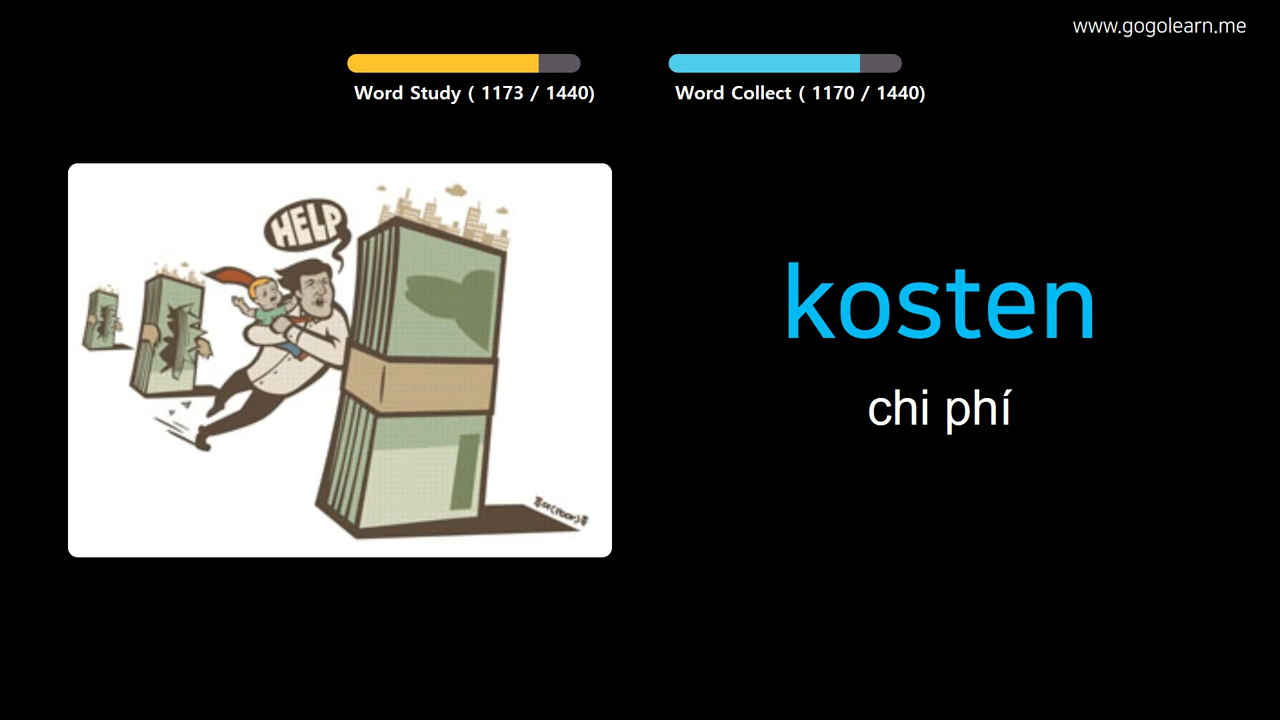 www.gogolearn.me
Word Study ( 1173 / 1440)
Word Collect ( 1170 / 1440)
HELP
kosten
chi phí